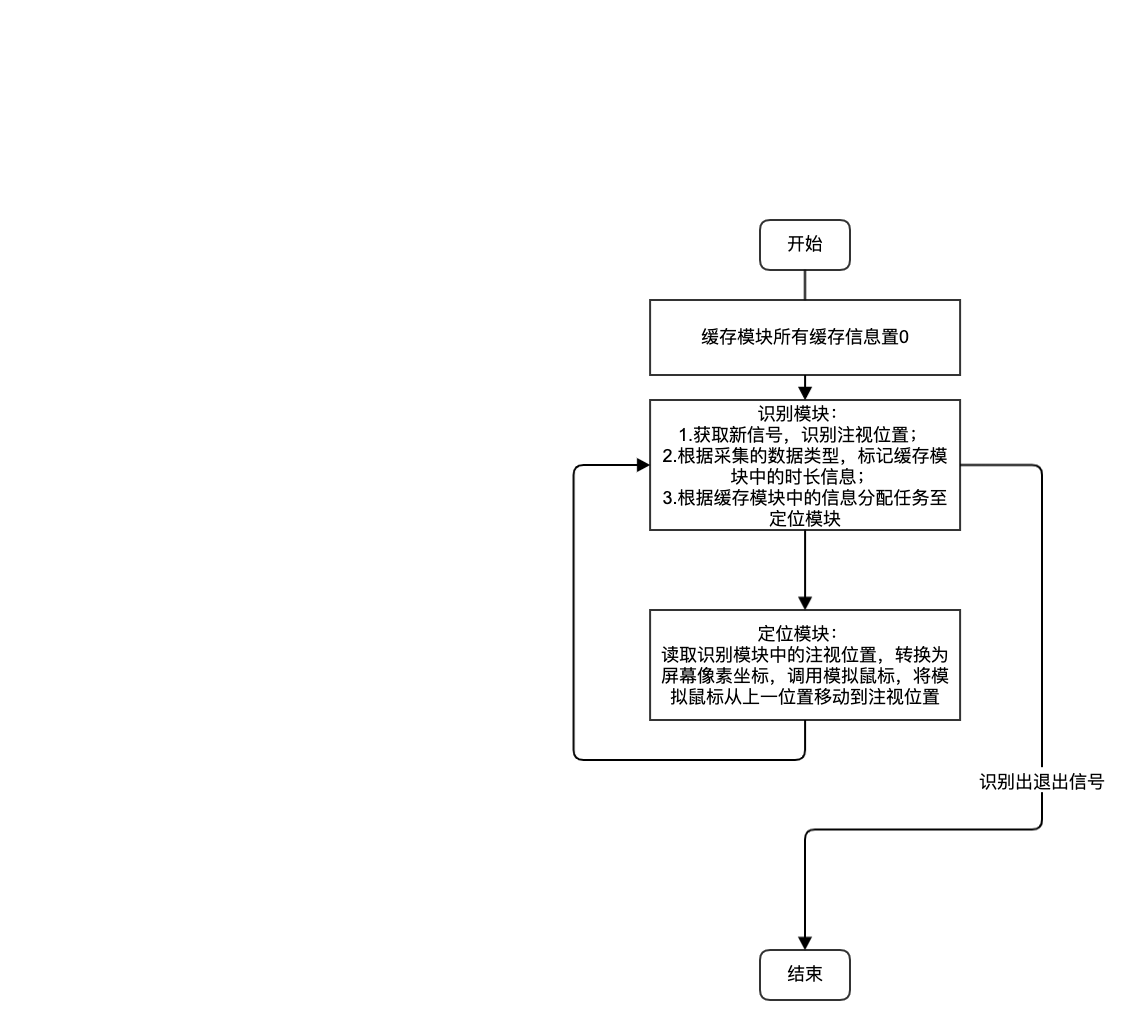 开始
缓存模块所有缓存信息置0
识别模块：
1.获取新信号，识别注视位置；
2.根据采集的数据类型，标记缓存模
块中的时长信息；
3.根据缓存模块中的信息分配任务至
定位模块
定位模块：
读取识别模块中的注视位置，转换为
屏幕像素坐标，调用模拟鼠标，将模
拟鼠标从上一位置移动到注视位置
识别出退出信号
结束